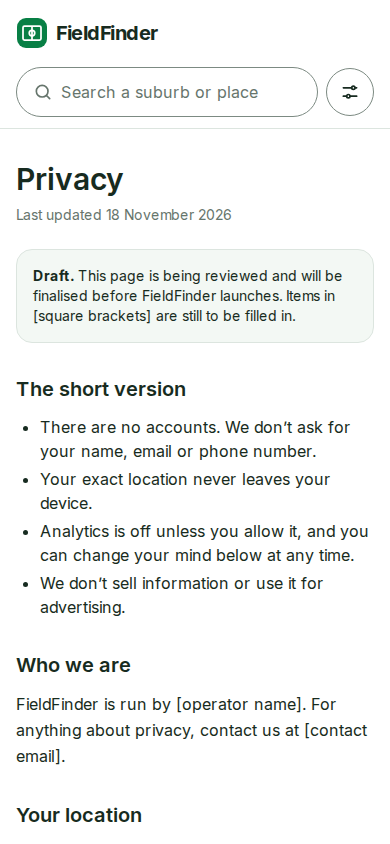 FieldFinder
Search a suburb or place
Privacy
Last updated 18 November 2026
Draft. This page is being reviewed and will be
finalised before FieldFinder launches. Items in
[square brackets] are still to be filled in.
The short version
• There are no accounts. We don’t ask for
your name, email or phone number.
• Your exact location never leaves your
device.
• Analytics is off unless you allow it, and you
can change your mind below at any time.
• We don’t sell information or use it for
advertising.
Who we are
FieldFinder is run by [operator name]. For
anything about privacy, contact us at [contact
email].
Your location